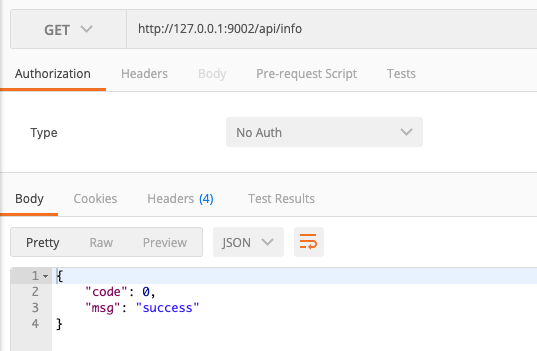 GET http://127.0.0.1:9002/api/info
Authorization Headers Body Pre-request Script Tests
Type No Auth
Body Cookies Headers (4) Test Results
Pretty Raw Preview JSON
1 {
2 "code": 0,
3 "msg": "success"
4 }